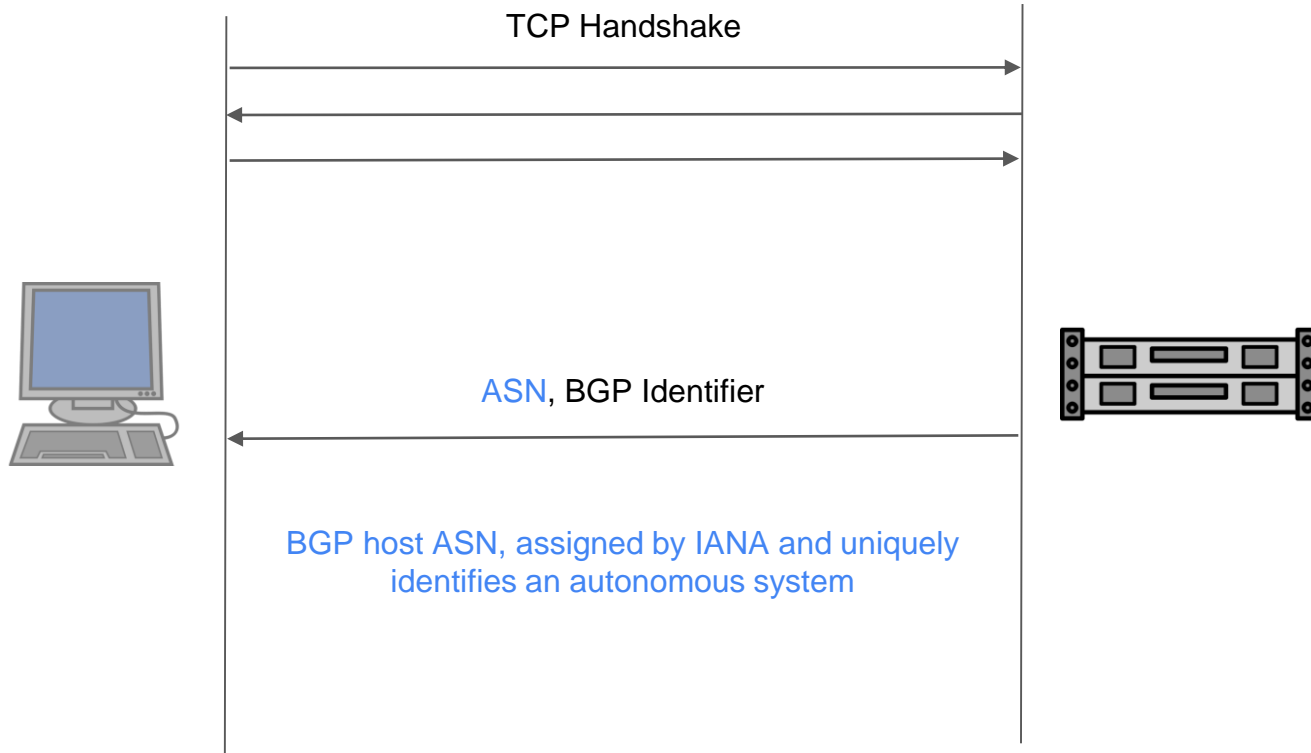 TCP Handshake
ASN, BGP Identifier
BGP host ASN, assigned by IANA and uniquely
identifies an autonomous system